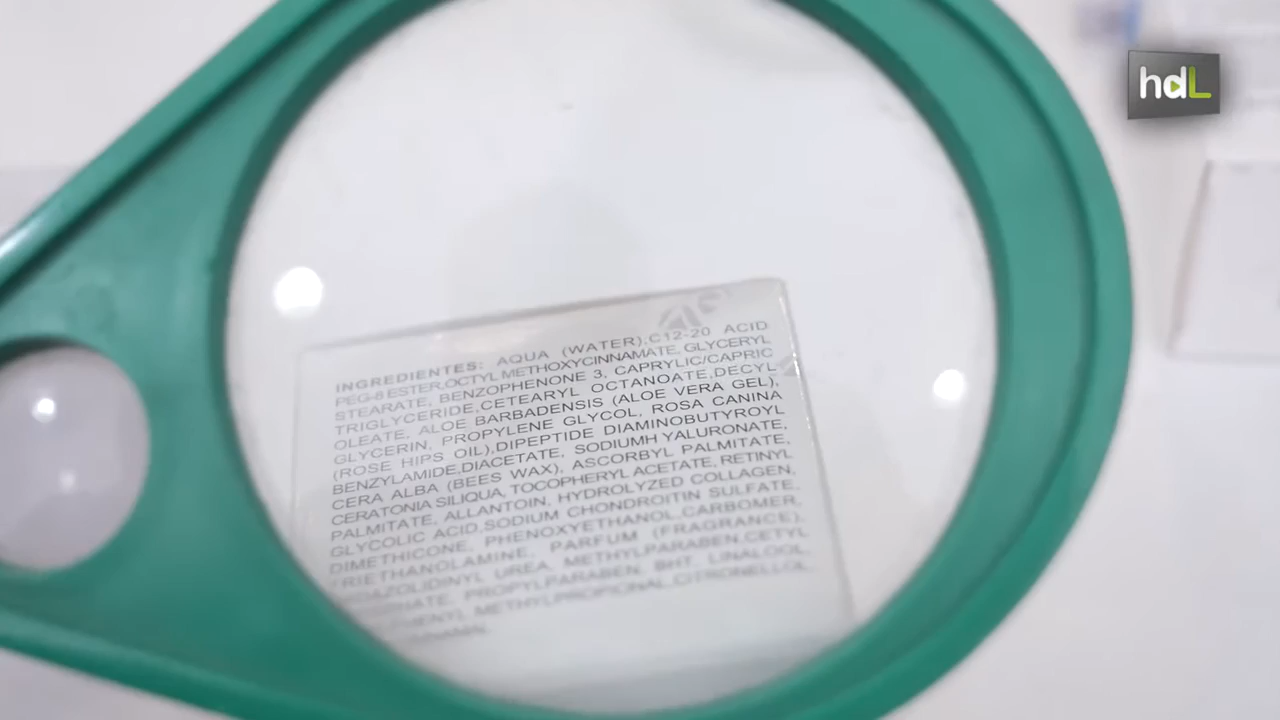 hdL
INGREDIENTES: AQUA (WATER),C12-20 ACID
PEG-8 ESTER,OCTYL METHOXYCINNAMATE, GLYCERYL
STEARATE, BENZOPHENONE 3, CAPRYLIC/CAPRIC
TRIGLYCERIDE,CETEARYL OCTANOATE,DECYL
OLEATE, ALOE BARBADENSIS (ALOE VERA GEL),
GLYCERIN, PROPYLENE GLYCOL, ROSA CANINA
(ROSE HIPS OIL),DIPEPTIDE DIAMINOBUTYROYL
BENZYLAMIDE,DIACETATE, SODIUMH YALURONATE,
CERA ALBA (BEES WAX), ASCORBYL PALMITATE,
CERATONIA SILIQUA, TOCOPHERYL ACETATE, RETINYL
PALMITATE, ALLANTOIN, HYDROLYZED COLLAGEN,
GLYCOLIC ACID,SODIUM CHONDROITIN SULFATE,
DIMETHICONE, PHENOXYETHANOL,CARBOMER,
TRIETHANOLAMINE, PARFUM (FRAGRANCE),
UREA, METHYLPARABEN,CETYL
PROPYLPARABEN, BHT, LINALOOL,
METHYLPROPIONAL,CITRONELLOL,